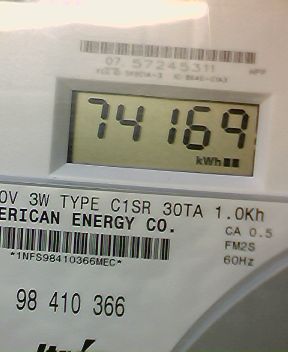 07 57245311
74169
kWh
0V 3W TYPE C1SR 30TA 1.0Kh
ERICAN ENERGY CO.
CA 0.5
FM2S
*1NFS98410366MEC*
60Hz
98 410 366